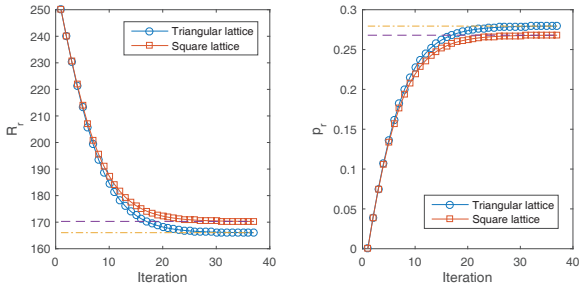 250
240
230
220
210
200
190
180
170
160
R_r
0 10 20 30 40
Iteration
Triangular lattice
Square lattice
0.3
0.25
0.2
0.15
0.1
0.05
0
p_r
0 10 20 30 40
Iteration
Triangular lattice
Square lattice